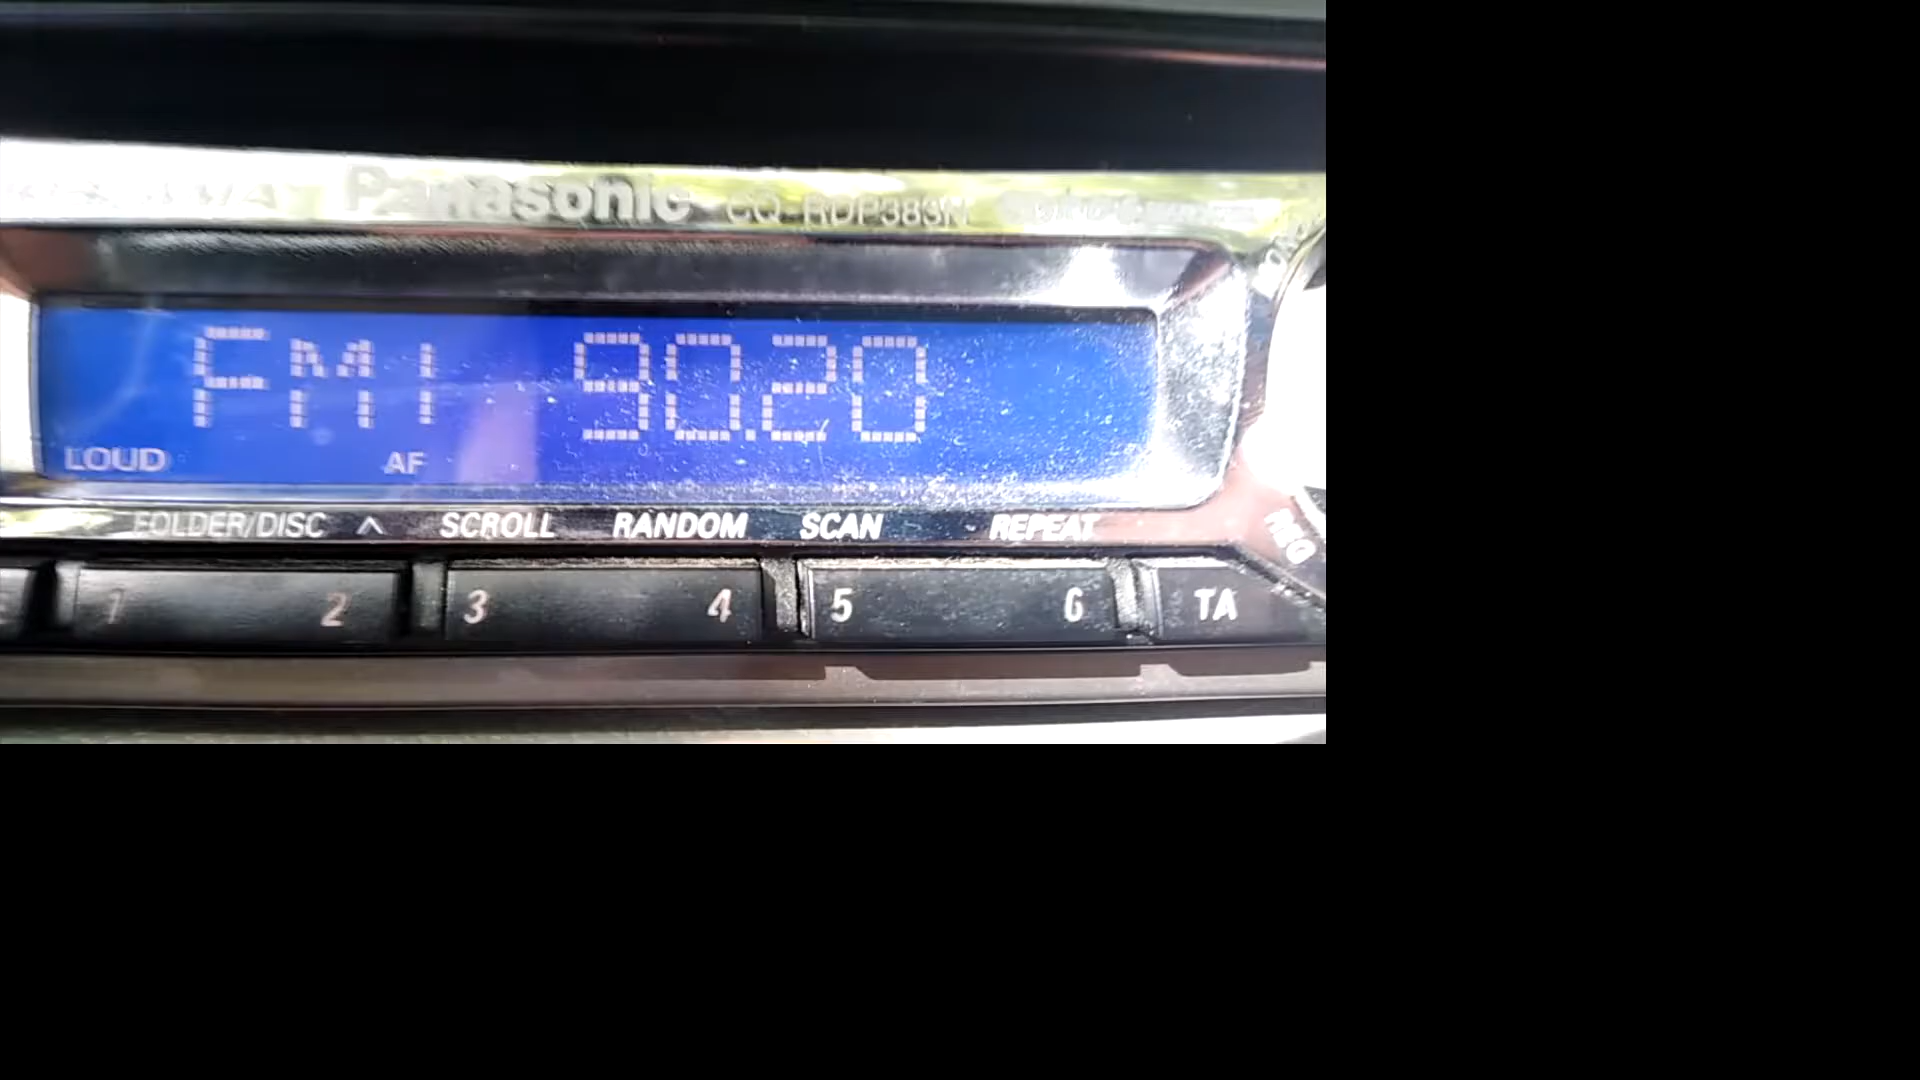 Panasonic CQ-RDP383N
FM1 90.20
LOUD AF
FOLDER/DISC ^ SCROLL RANDOM SCAN REPEAT
1 2 3 4 5 6 TA